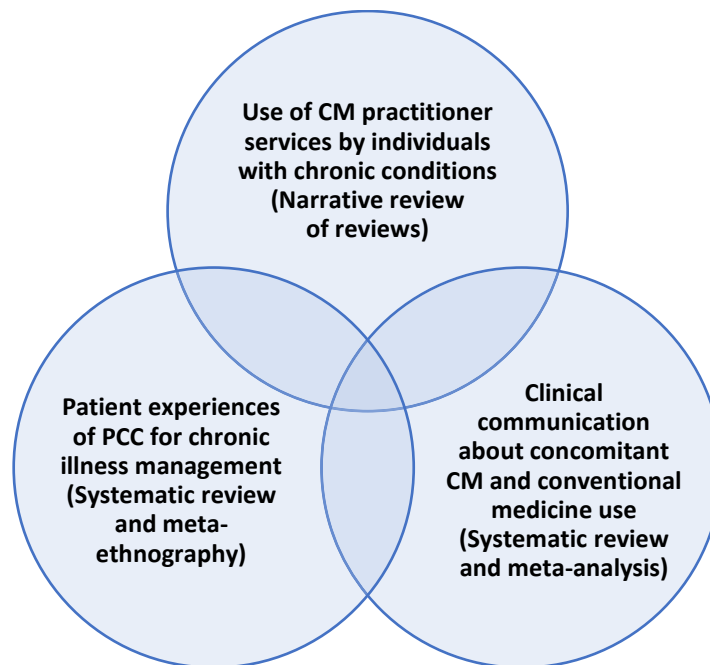 Use of CM practitioner
services by individuals
with chronic conditions
(Narrative review
of reviews)
Patient experiences
of PCC for chronic
illness management
(Systematic review
and meta-
ethnography)
Clinical
communication
about concomitant
CM and conventional
medicine use
(Systematic review
and meta-analysis)